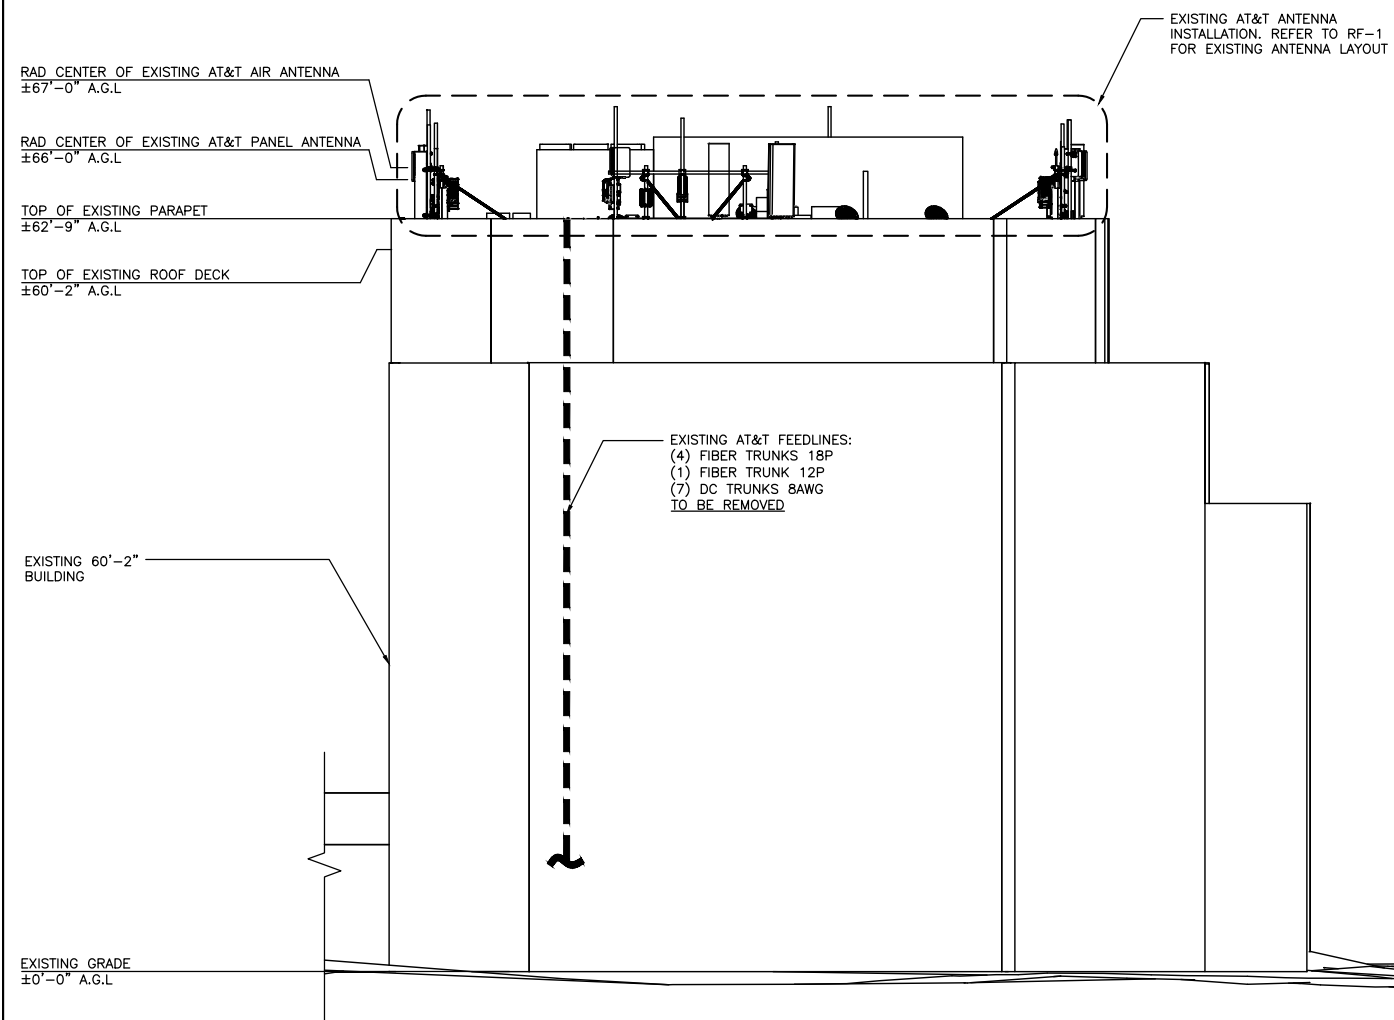 EXISTING AT&T ANTENNA
INSTALLATION. REFER TO RF-1
FOR EXISTING ANTENNA LAYOUT
RAD CENTER OF EXISTING AT&T AIR ANTENNA
±67'-0" A.G.L
RAD CENTER OF EXISTING AT&T PANEL ANTENNA
±66'-0" A.G.L
TOP OF EXISTING PARAPET
±62'-9" A.G.L
TOP OF EXISTING ROOF DECK
±60'-2" A.G.L
EXISTING AT&T FEEDLINES:
(4) FIBER TRUNKS 18P
(1) FIBER TRUNK 12P
(7) DC TRUNKS 8AWG
TO BE REMOVED
EXISTING 60'-2"
BUILDING
EXISTING GRADE
±0'-0" A.G.L